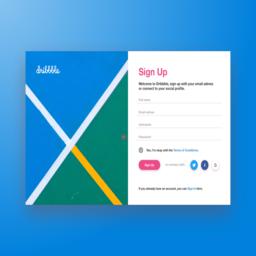 dribbble
Sign Up
Welcome to Dribbble, sign up with your email adress
or connect to your social profile.
Full name
Email adress
Username
Password
Yes, I'm okay with the Terms of Conditions.
Sign Up
or connect with
If you already have an account, you can Sign In Here.